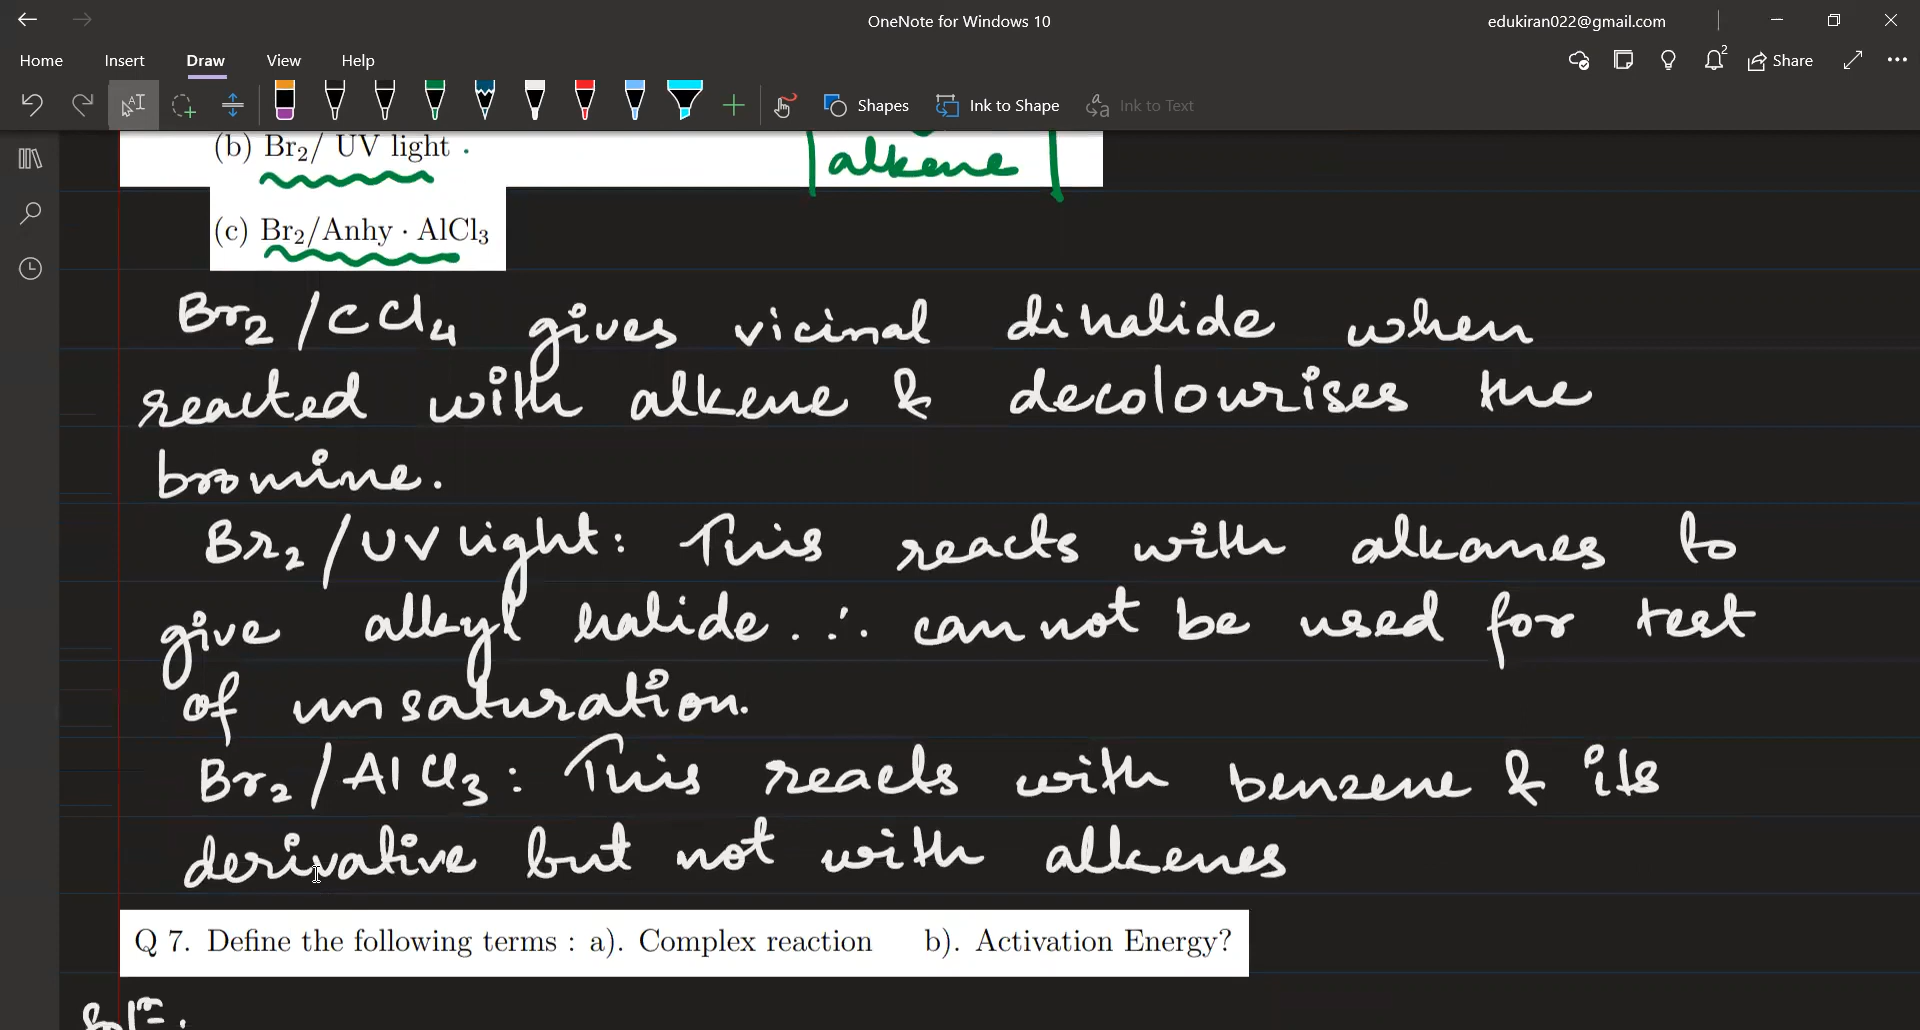 OneNote for Windows 10
edukiran022@gmail.com
Home Insert Draw View Help
2
Share
Shapes Ink to Shape Ink to Text
(b) Br₂/ UV light .
alkene
(c) Br₂/Anhy · AlCl₃
Br₂/CCl₄ gives vicinal dihalide when
reacted with alkene & decolourises the
bromine.
Br₂/UV light: This reacts with alkanes to
give alkyl halide. ∴ can not be used for test
of unsaturation.
Br₂/AlCl₃: This reacts with benzene & its
derivative but not with alkenes
Q 7. Define the following terms : a). Complex reaction b). Activation Energy?